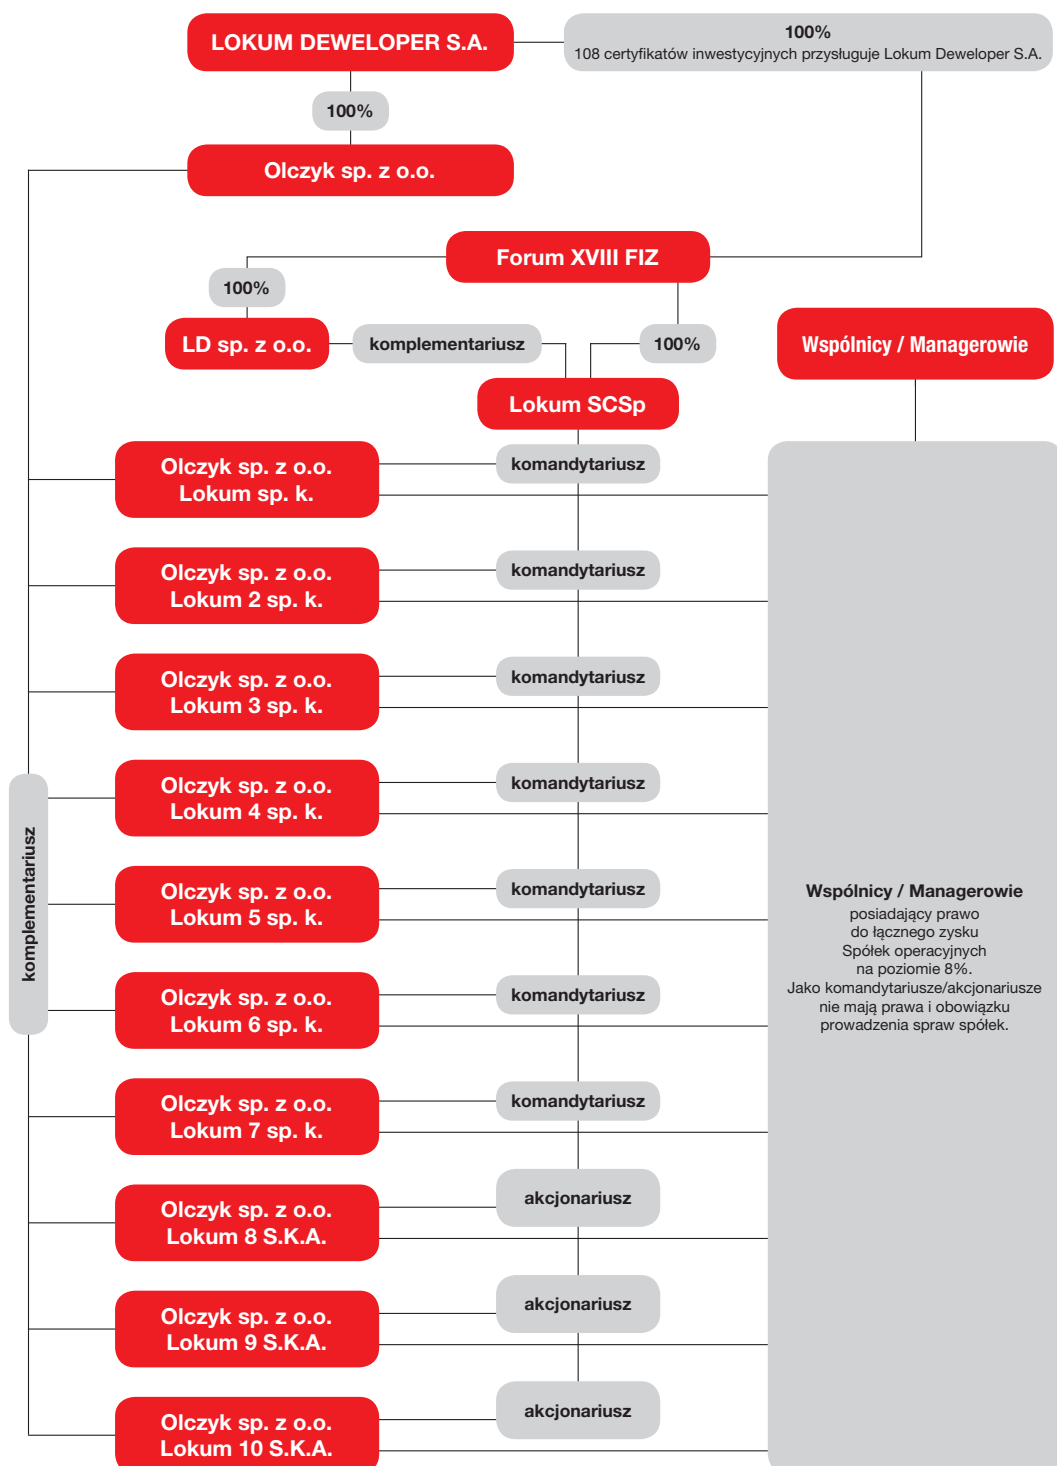 LOKUM DEWELOPER S.A.
100%
108 certyfikatów inwestycyjnych przysługuje Lokum Deweloper S.A.
100%
Olczyk sp. z o.o.
Forum XVIII FIZ
100%
LD sp. z o.o.
komplementariusz
100%
Wspólnicy / Managerowie
Lokum SCSp
Olczyk sp. z o.o.
Lokum sp. k.
komandytariusz
Olczyk sp. z o.o.
Lokum 2 sp. k.
komandytariusz
Olczyk sp. z o.o.
Lokum 3 sp. k.
komandytariusz
Olczyk sp. z o.o.
Lokum 4 sp. k.
komandytariusz
komplementariusz
Olczyk sp. z o.o.
Lokum 5 sp. k.
komandytariusz
Wspólnicy / Managerowie
posiadający prawo
do łącznego zysku
Spółek operacyjnych
na poziomie 8%.
Jako komandytariusze/akcjonariusze
nie mają prawa i obowiązku
prowadzenia spraw spółek.
Olczyk sp. z o.o.
Lokum 6 sp. k.
komandytariusz
Olczyk sp. z o.o.
Lokum 7 sp. k.
komandytariusz
Olczyk sp. z o.o.
Lokum 8 S.K.A.
akcjonariusz
Olczyk sp. z o.o.
Lokum 9 S.K.A.
akcjonariusz
Olczyk sp. z o.o.
Lokum 10 S.K.A.
akcjonariusz